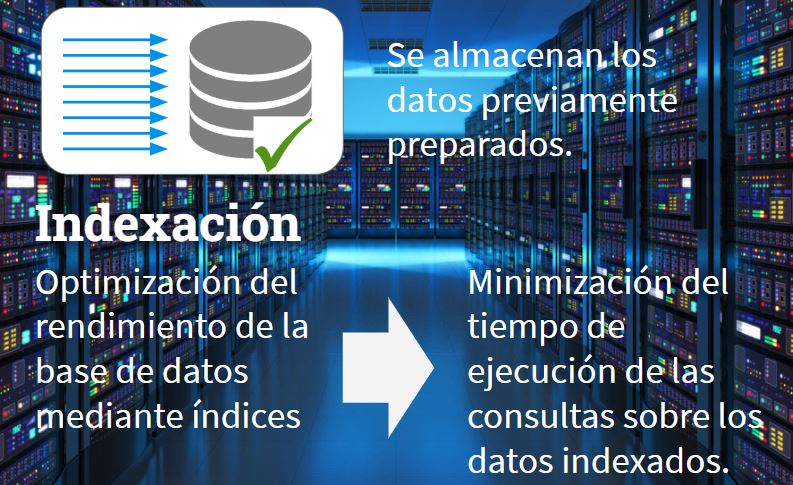 Se almacenan los
datos previamente
preparados.
Indexación
Optimización del
rendimiento de la
base de datos
mediante índices
Minimización del
tiempo de
ejecución de las
consultas sobre los
datos indexados.